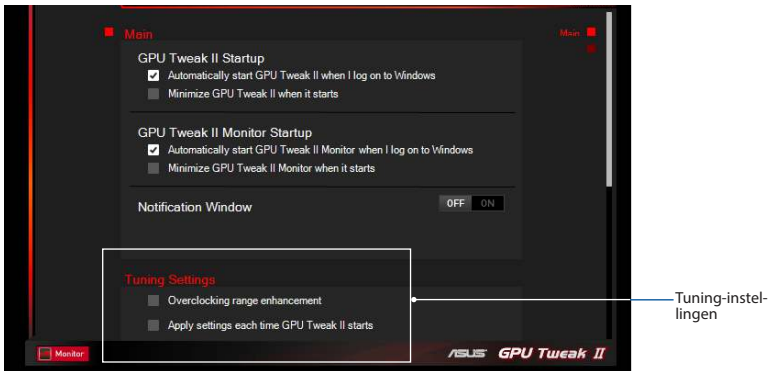 Main
Main
GPU Tweak II Startup
Automatically start GPU Tweak II when I log on to Windows
Minimize GPU Tweak II when it starts
GPU Tweak II Monitor Startup
Automatically start GPU Tweak II Monitor when I log on to Windows
Minimize GPU Tweak II Monitor when it starts
Notification Window
OFF ON
Tuning Settings
Overclocking range enhancement
Apply settings each time GPU Tweak II starts
Tuning-instel-
lingen
Monitor
ASUS GPU Tweak II